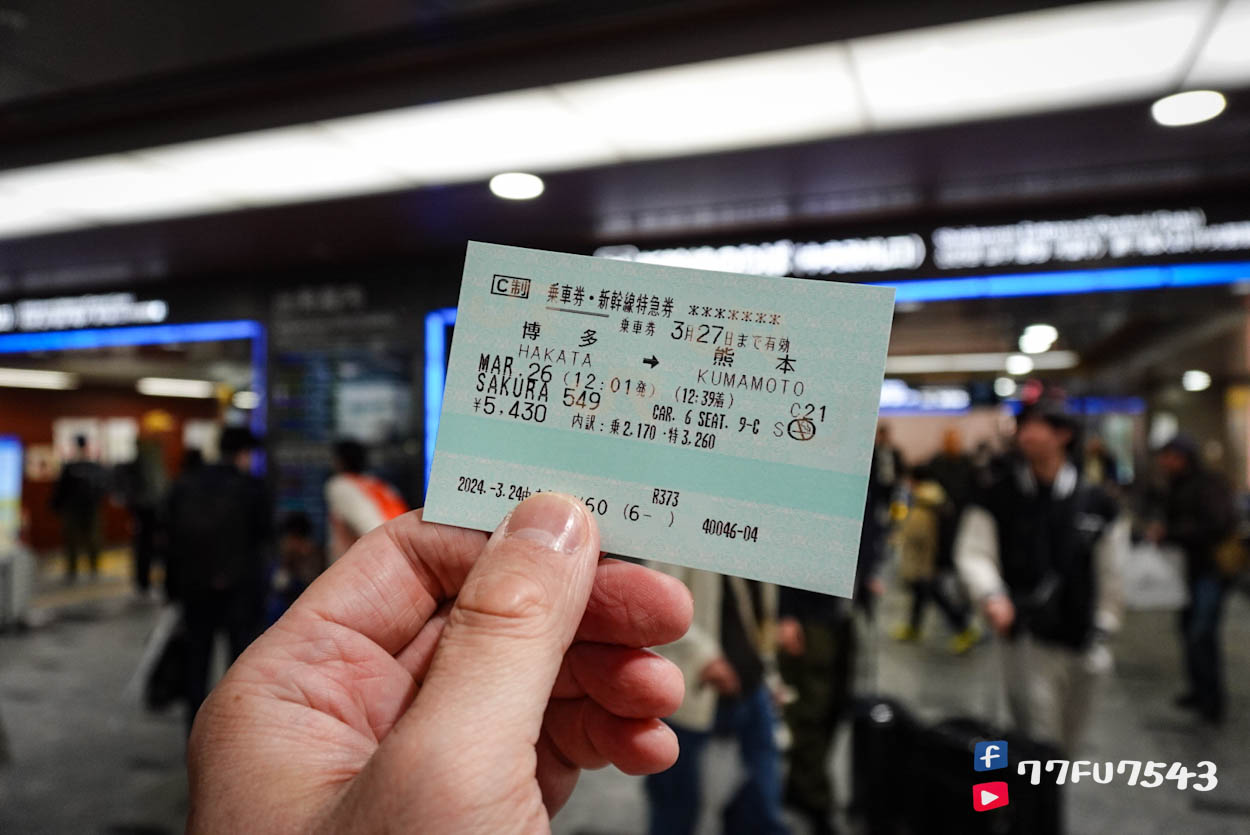 C制 乗車券・新幹線特急券 *******
乗車券 3月27日まで有効
博多 → 熊本
HAKATA KUMAMOTO
MAR.26 (12:01発) (12:39着) C21
SAKURA 549 CAR. 6 SEAT. 9-C S
¥5,430 内訳:乗2,170・特3,260
2024.-3.24 60 (6- ) R373 40046-04
77FU7543